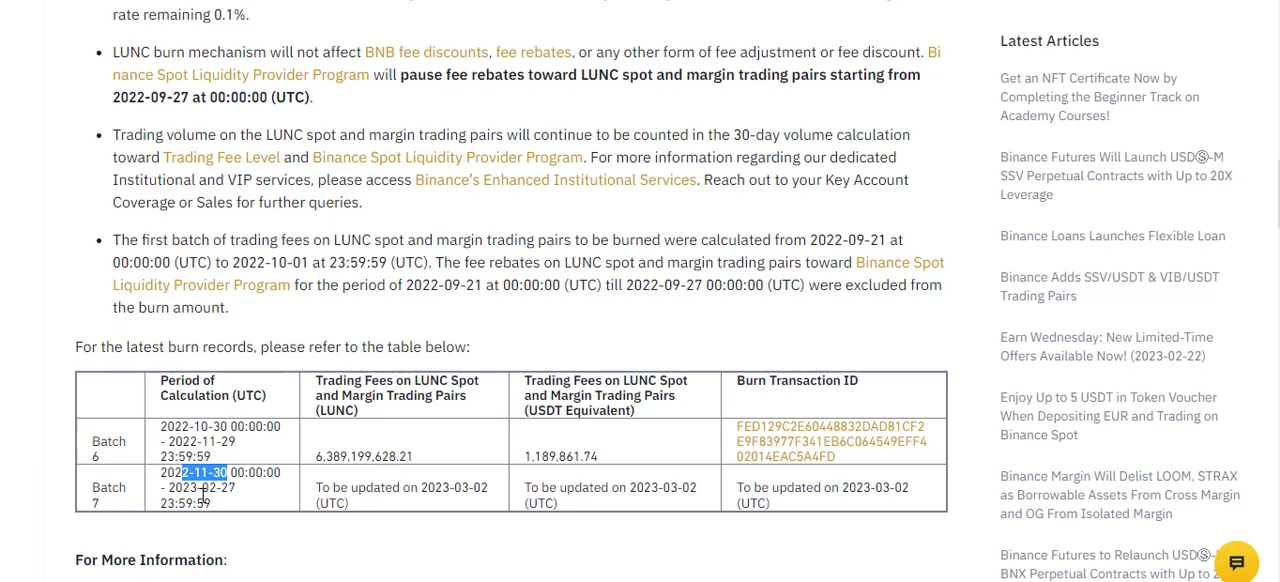 rate remaining 0.1%.
• LUNC burn mechanism will not affect BNB fee discounts, fee rebates, or any other form of fee adjustment or fee discount. Bi
nance Spot Liquidity Provider Program will pause fee rebates toward LUNC spot and margin trading pairs starting from
2022-09-27 at 00:00:00 (UTC).
• Trading volume on the LUNC spot and margin trading pairs will continue to be counted in the 30-day volume calculation
toward Trading Fee Level and Binance Spot Liquidity Provider Program. For more information regarding our dedicated
Institutional and VIP services, please access Binance's Enhanced Institutional Services. Reach out to your Key Account
Coverage or Sales for further queries.
• The first batch of trading fees on LUNC spot and margin trading pairs to be burned were calculated from 2022-09-21 at
00:00:00 (UTC) to 2022-10-01 at 23:59:59 (UTC). The fee rebates on LUNC spot and margin trading pairs toward Binance Spot
Liquidity Provider Program for the period of 2022-09-21 at 00:00:00 (UTC) till 2022-09-27 00:00:00 (UTC) were excluded from
the burn amount.
For the latest burn records, please refer to the table below:
Period of
Calculation (UTC)
Trading Fees on LUNC Spot
and Margin Trading Pairs
(LUNC)
Trading Fees on LUNC Spot
and Margin Trading Pairs
(USDT Equivalent)
Burn Transaction ID
Batch
6
2022-10-30 00:00:00
- 2022-11-29
23:59:59
6,389,199,628.21
1,189,861.74
FED129C2E60448832DAD81CF2
E9F83977F341EB6C064549EFF4
02014EAC5A4FD
Batch
7
2022-11-30 00:00:00
- 2023-02-27
23:59:59
To be updated on 2023-03-02
(UTC)
To be updated on 2023-03-02
(UTC)
To be updated on 2023-03-02
(UTC)
For More Information:
Latest Articles
Get an NFT Certificate Now by
Completing the Beginner Track on
Academy Courses!
Binance Futures Will Launch USDⓈ-M
SSV Perpetual Contracts with Up to 20X
Leverage
Binance Loans Launches Flexible Loan
Binance Adds SSV/USDT & VIB/USDT
Trading Pairs
Earn Wednesday: New Limited-Time
Offers Available Now! (2023-02-22)
Enjoy Up to 5 USDT in Token Voucher
When Depositing EUR and Trading on
Binance Spot
Binance Margin Will Delist LOOM, STRAX
as Borrowable Assets From Cross Margin
and OG From Isolated Margin
Binance Futures to Relaunch USDⓈ-
BNX Perpetual Contracts with Up to